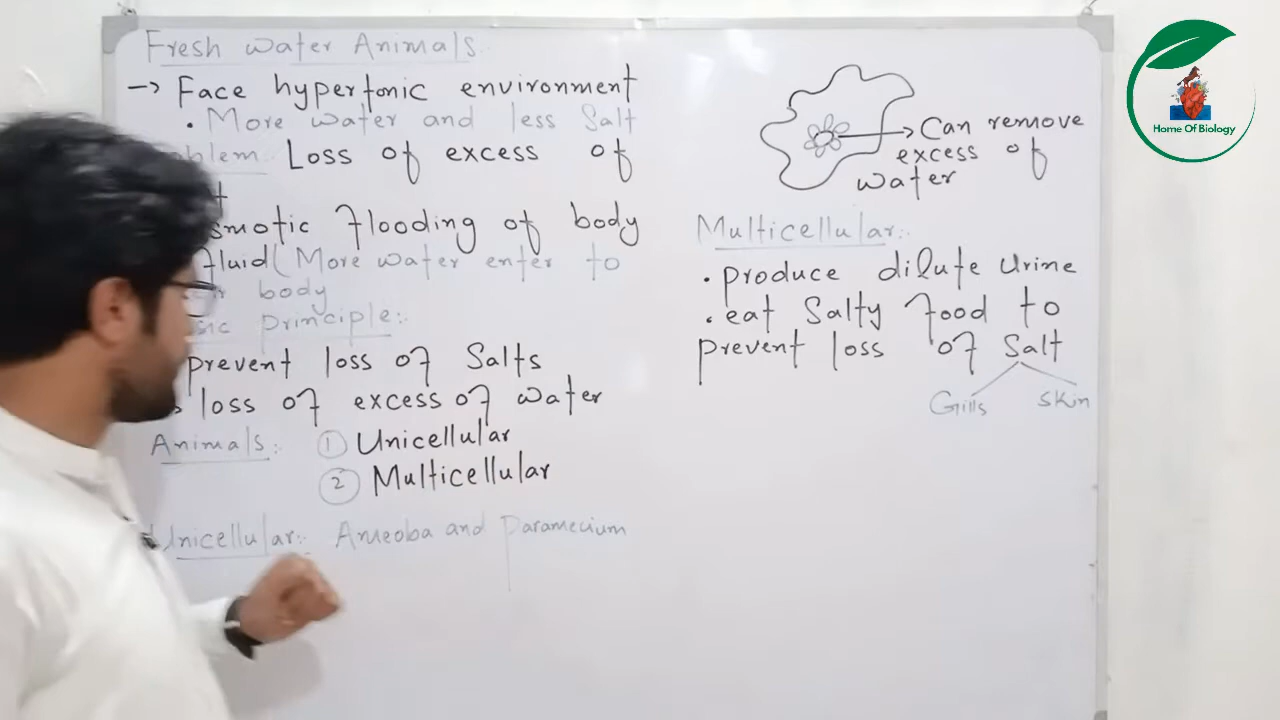 Fresh Water Animals
→ Face hypertonic environment
• More water and less Salt
oblem:. Loss of excess of
t
smotic flooding of body
fluid (More water enter to
body
sic principle:.
prevent loss of Salts
loss of excess of water
Animals:. ① Unicellular
② Multicellular
Unicellular:. Ameoba and Paramecium
→ Can remove
excess of
water
Multicellular:.
• produce dilute Urine
• eat Salty food to
prevent loss of Salt
Gills Skin
Home Of Biology